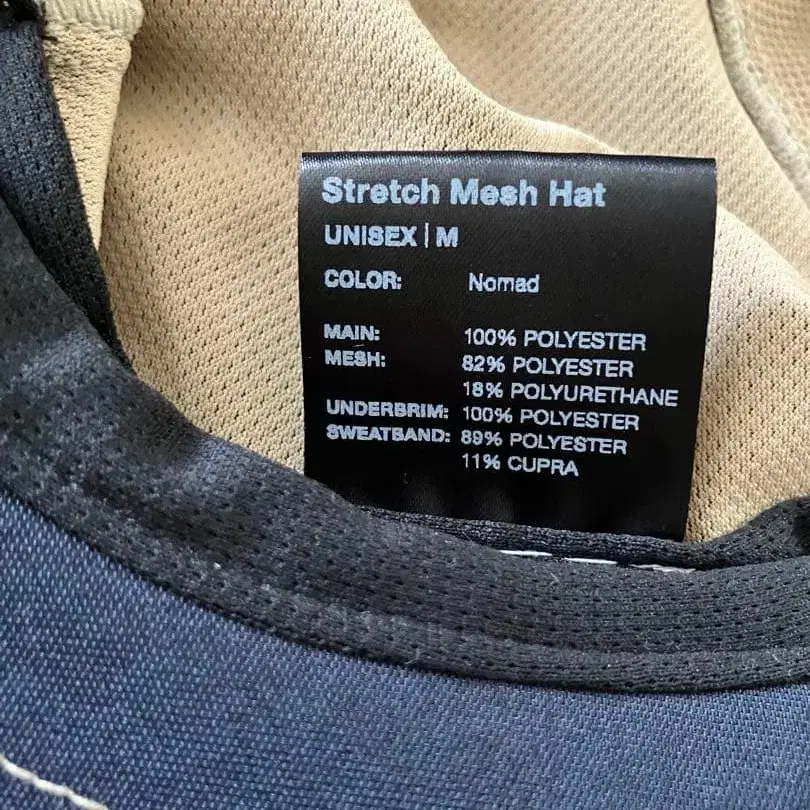 Stretch Mesh Hat
UNISEX | M
COLOR: Nomad
MAIN: 100% POLYESTER
MESH: 82% POLYESTER
18% POLYURETHANE
UNDERBRIM: 100% POLYESTER
SWEATBAND: 89% POLYESTER
11% CUPRA